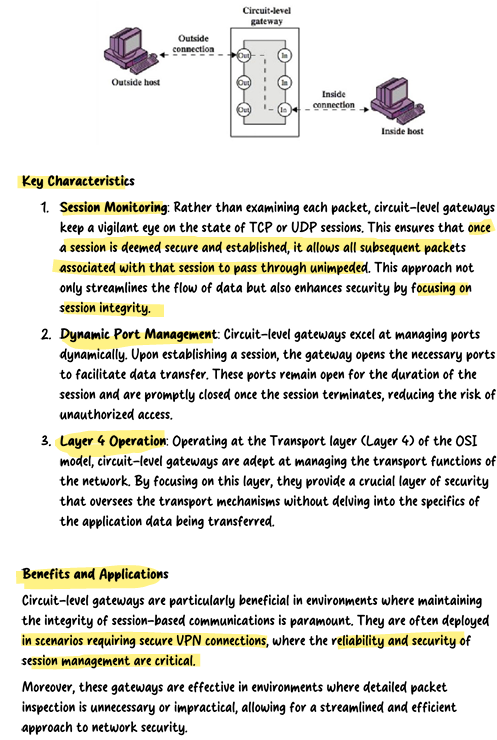 Circuit-level
gateway
Outside
connection
Out
In
Outside host
Out
In
Out
In
Inside
connection
Inside host
Key Characteristics
1. Session Monitoring: Rather than examining each packet, circuit-level gateways
keep a vigilant eye on the state of TCP or UDP sessions. This ensures that once
a session is deemed secure and established, it allows all subsequent packets
associated with that session to pass through unimpeded. This approach not
only streamlines the flow of data but also enhances security by focusing on
session integrity.
2. Dynamic Port Management: Circuit-level gateways excel at managing ports
dynamically. Upon establishing a session, the gateway opens the necessary ports
to facilitate data transfer. These ports remain open for the duration of the
session and are promptly closed once the session terminates, reducing the risk of
unauthorized access.
3. Layer 4 Operation: Operating at the Transport layer (Layer 4) of the OSI
model, circuit-level gateways are adept at managing the transport functions of
the network. By focusing on this layer, they provide a crucial layer of security
that oversees the transport mechanisms without delving into the specifics of
the application data being transferred.
Benefits and Applications
Circuit-level gateways are particularly beneficial in environments where maintaining
the integrity of session-based communications is paramount. They are often deployed
in scenarios requiring secure VPN connections, where the reliability and security of
session management are critical.
Moreover, these gateways are effective in environments where detailed packet
inspection is unnecessary or impractical, allowing for a streamlined and efficient
approach to network security.